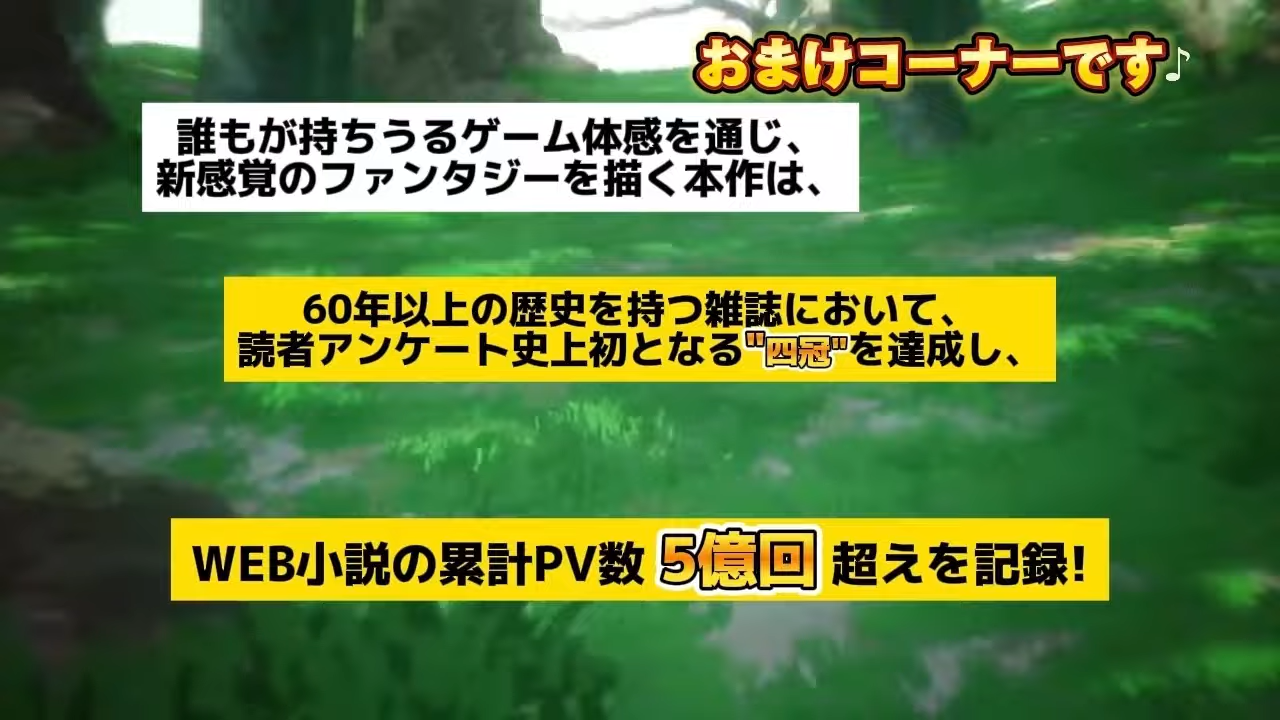 おまけコーナーです♪
誰もが持ちうるゲーム体感を通じ、
新感覚のファンタジーを描く本作は、
60年以上の歴史を持つ雑誌において、
読者アンケート史上初となる"四冠"を達成し、
WEB小説の累計PV数 5億回 超えを記録!